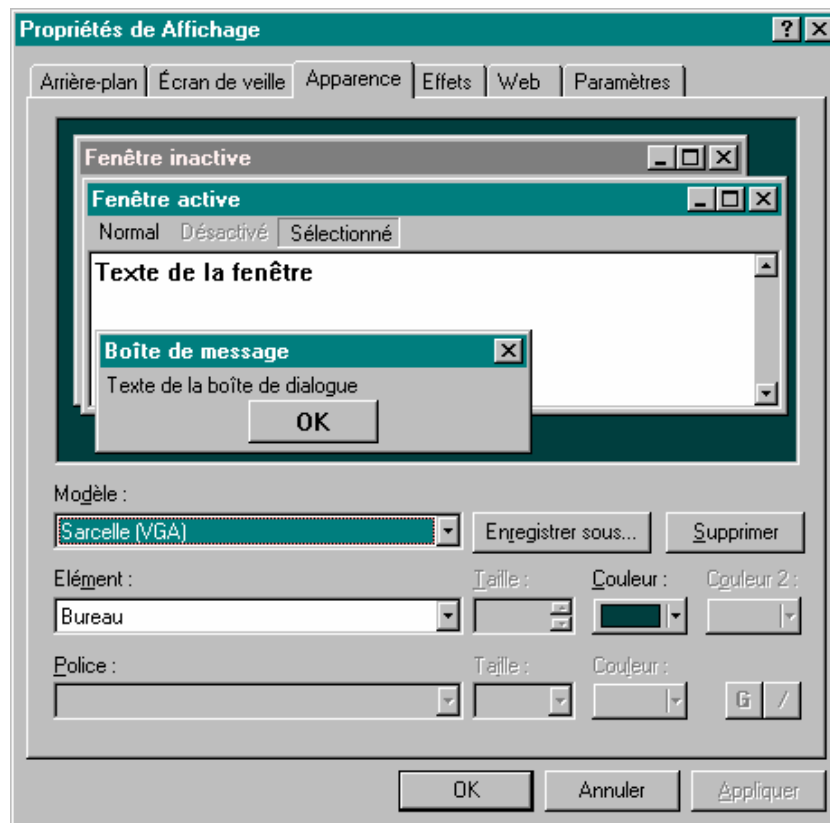 Propriétés de Affichage
Arrière-plan Écran de veille Apparence Effets Web Paramètres
Fenêtre inactive
Fenêtre active
Normal Désactivé Sélectionné
Texte de la fenêtre
Boîte de message
Texte de la boîte de dialogue
OK
Modèle :
Sarcelle (VGA) Enregistrer sous... Supprimer
Elément : Taille : Couleur : Couleur 2 :
Bureau
Police : Taille : Couleur :
G /
OK Annuler Appliquer